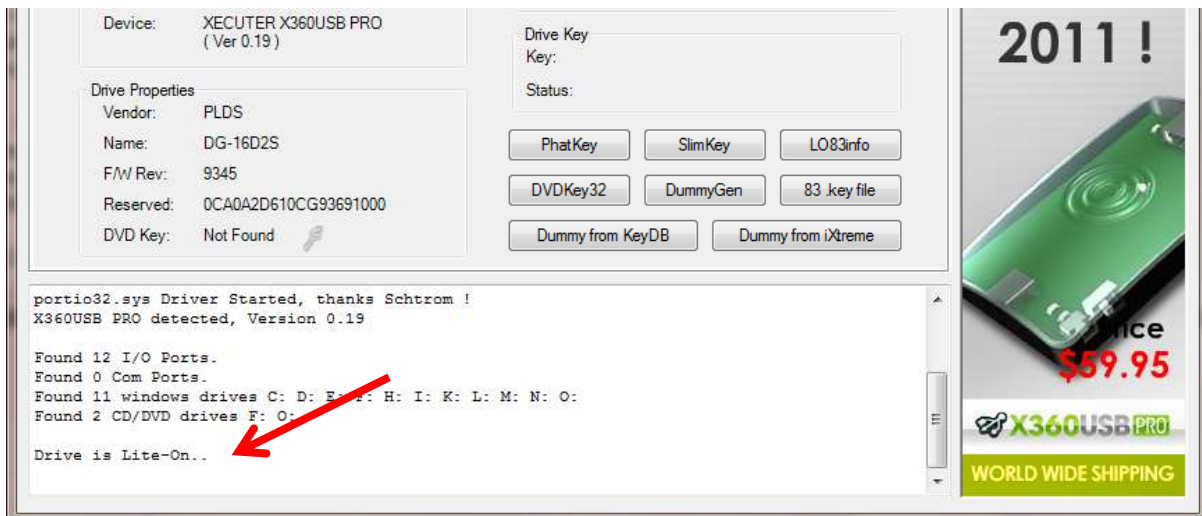 Device: XECUTER X360USB PRO
( Ver 0.19 )
Drive Properties
Vendor: PLDS
Name: DG-16D2S
F/W Rev: 9345
Reserved: 0CA0A2D610CG93691000
DVD Key: Not Found
Drive Key
Key:
Status:
PhatKey SlimKey LO83info
DVDKey32 DummyGen 83 .key file
Dummy from KeyDB Dummy from iXtreme
portio32.sys Driver Started, thanks Schtrom !
X360USB PRO detected, Version 0.19
Found 12 I/O Ports.
Found 0 Com Ports.
Found 11 windows drives C: D: E: F: H: I: K: L: M: N: O:
Found 2 CD/DVD drives F: O:
Drive is Lite-On..
2011 !
$59.95
X360USB PRO
WORLD WIDE SHIPPING